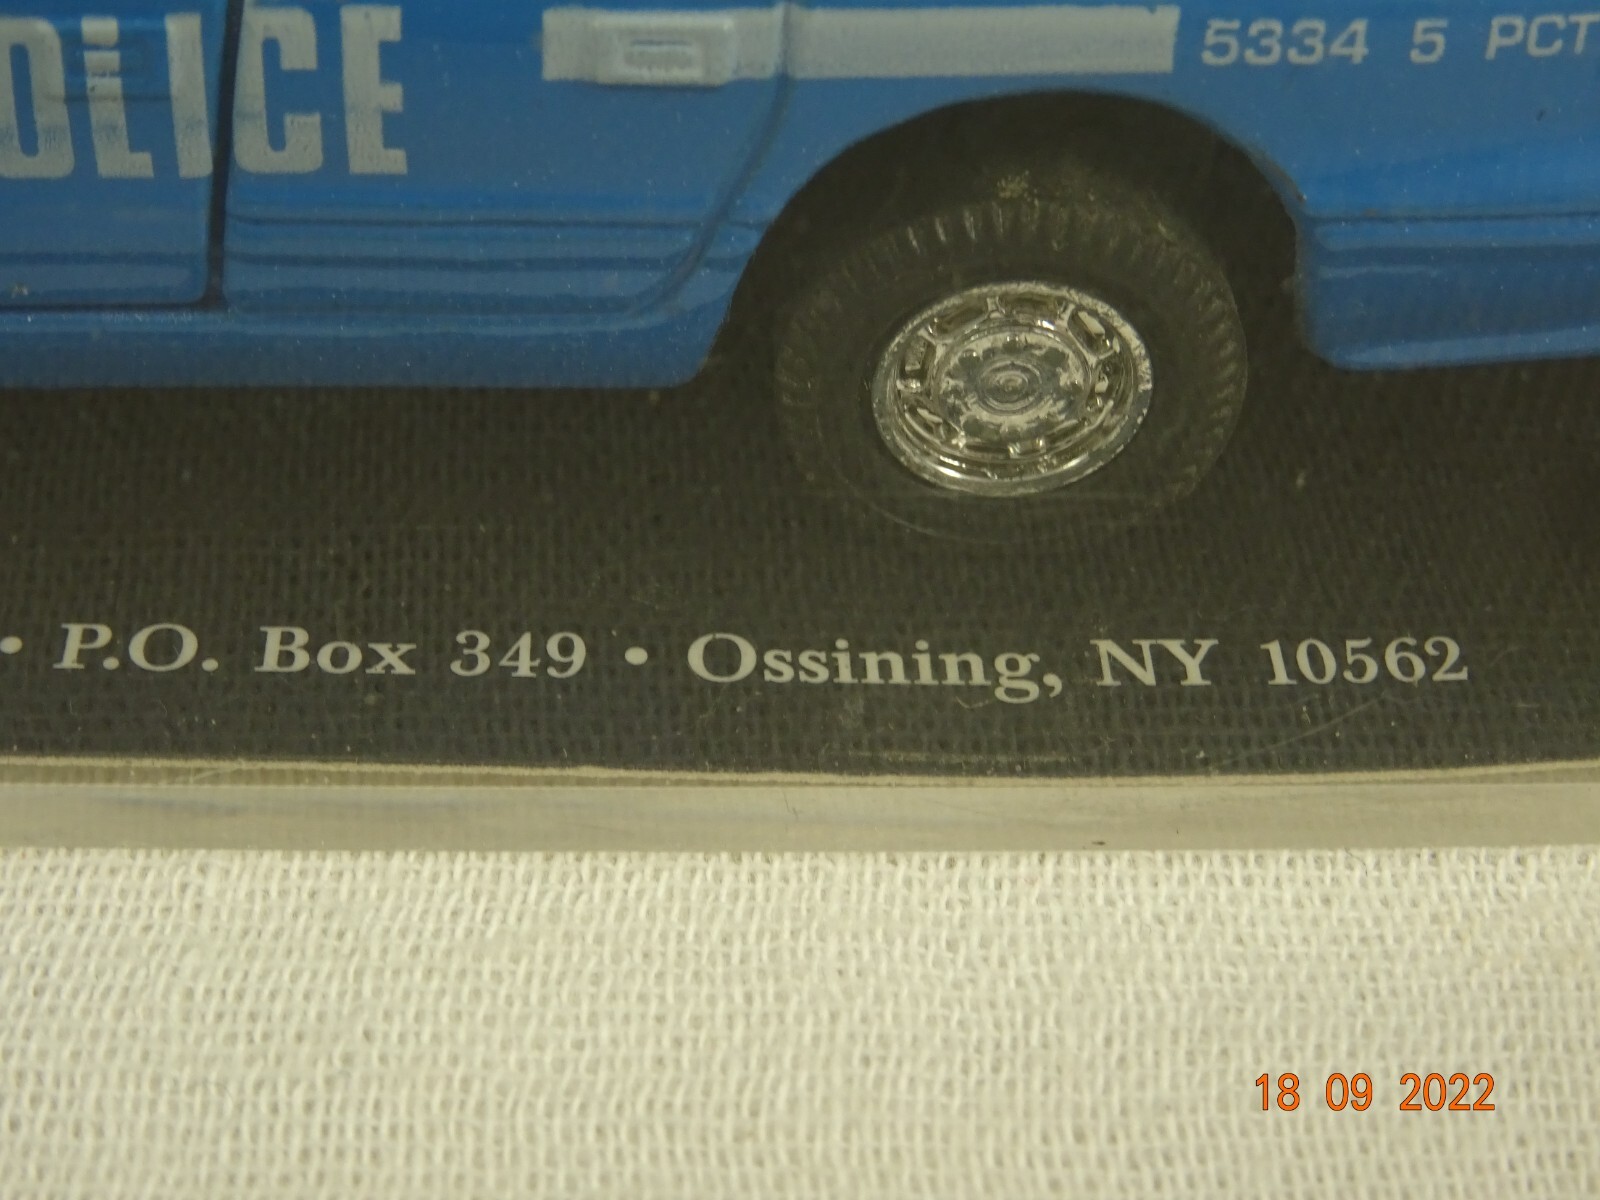 OLICE 5334 5 PCT
• P.O. Box 349 • Ossining, NY 10562
18 09 2022